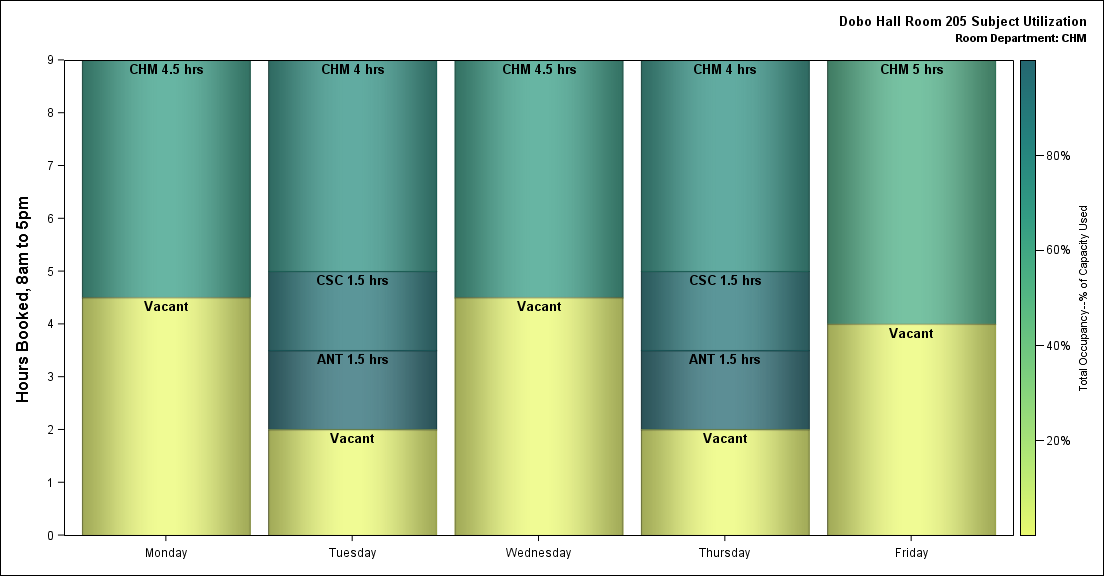 Dobo Hall Room 205 Subject Utilization
Room Department: CHM
Hours Booked, 8am to 5pm
9
8
7
6
5
4
3
2
1
0
CHM 4.5 hrs
Vacant
CHM 4 hrs
CSC 1.5 hrs
ANT 1.5 hrs
Vacant
CHM 4.5 hrs
Vacant
CHM 4 hrs
CSC 1.5 hrs
ANT 1.5 hrs
Vacant
CHM 5 hrs
Vacant
Monday
Tuesday
Wednesday
Thursday
Friday
80%
60%
40%
20%
Total Occupancy--% of Capacity Used